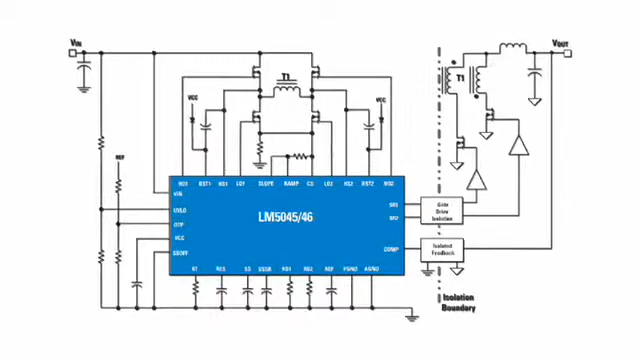 VIN
VOUT
T1
T1
VCC
VCC
REF
HO1 BST1 HS1 LO1 SLOPE RAMP CS LO2 HS2 BST2 HO2
VIN
UVLO
OTP
VCC
SSOFF
LM5045/46
SR1
SR2
COMP
Gate
Drive
Isolation
Isolated
Feedback
RT RES SS SSSR RD1 RD2 REF PGND AGND
Isolation
Boundary